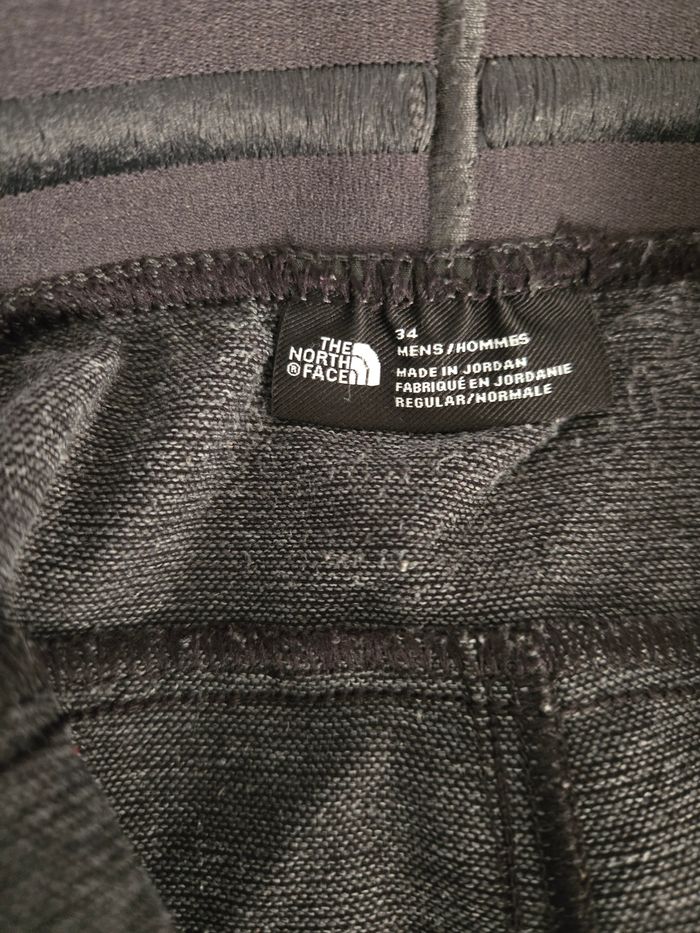 THE
NORTH
® FACE
34
MENS/HOMMES
MADE IN JORDAN
FABRIQUÉ EN JORDANIE
REGULAR/NORMALE